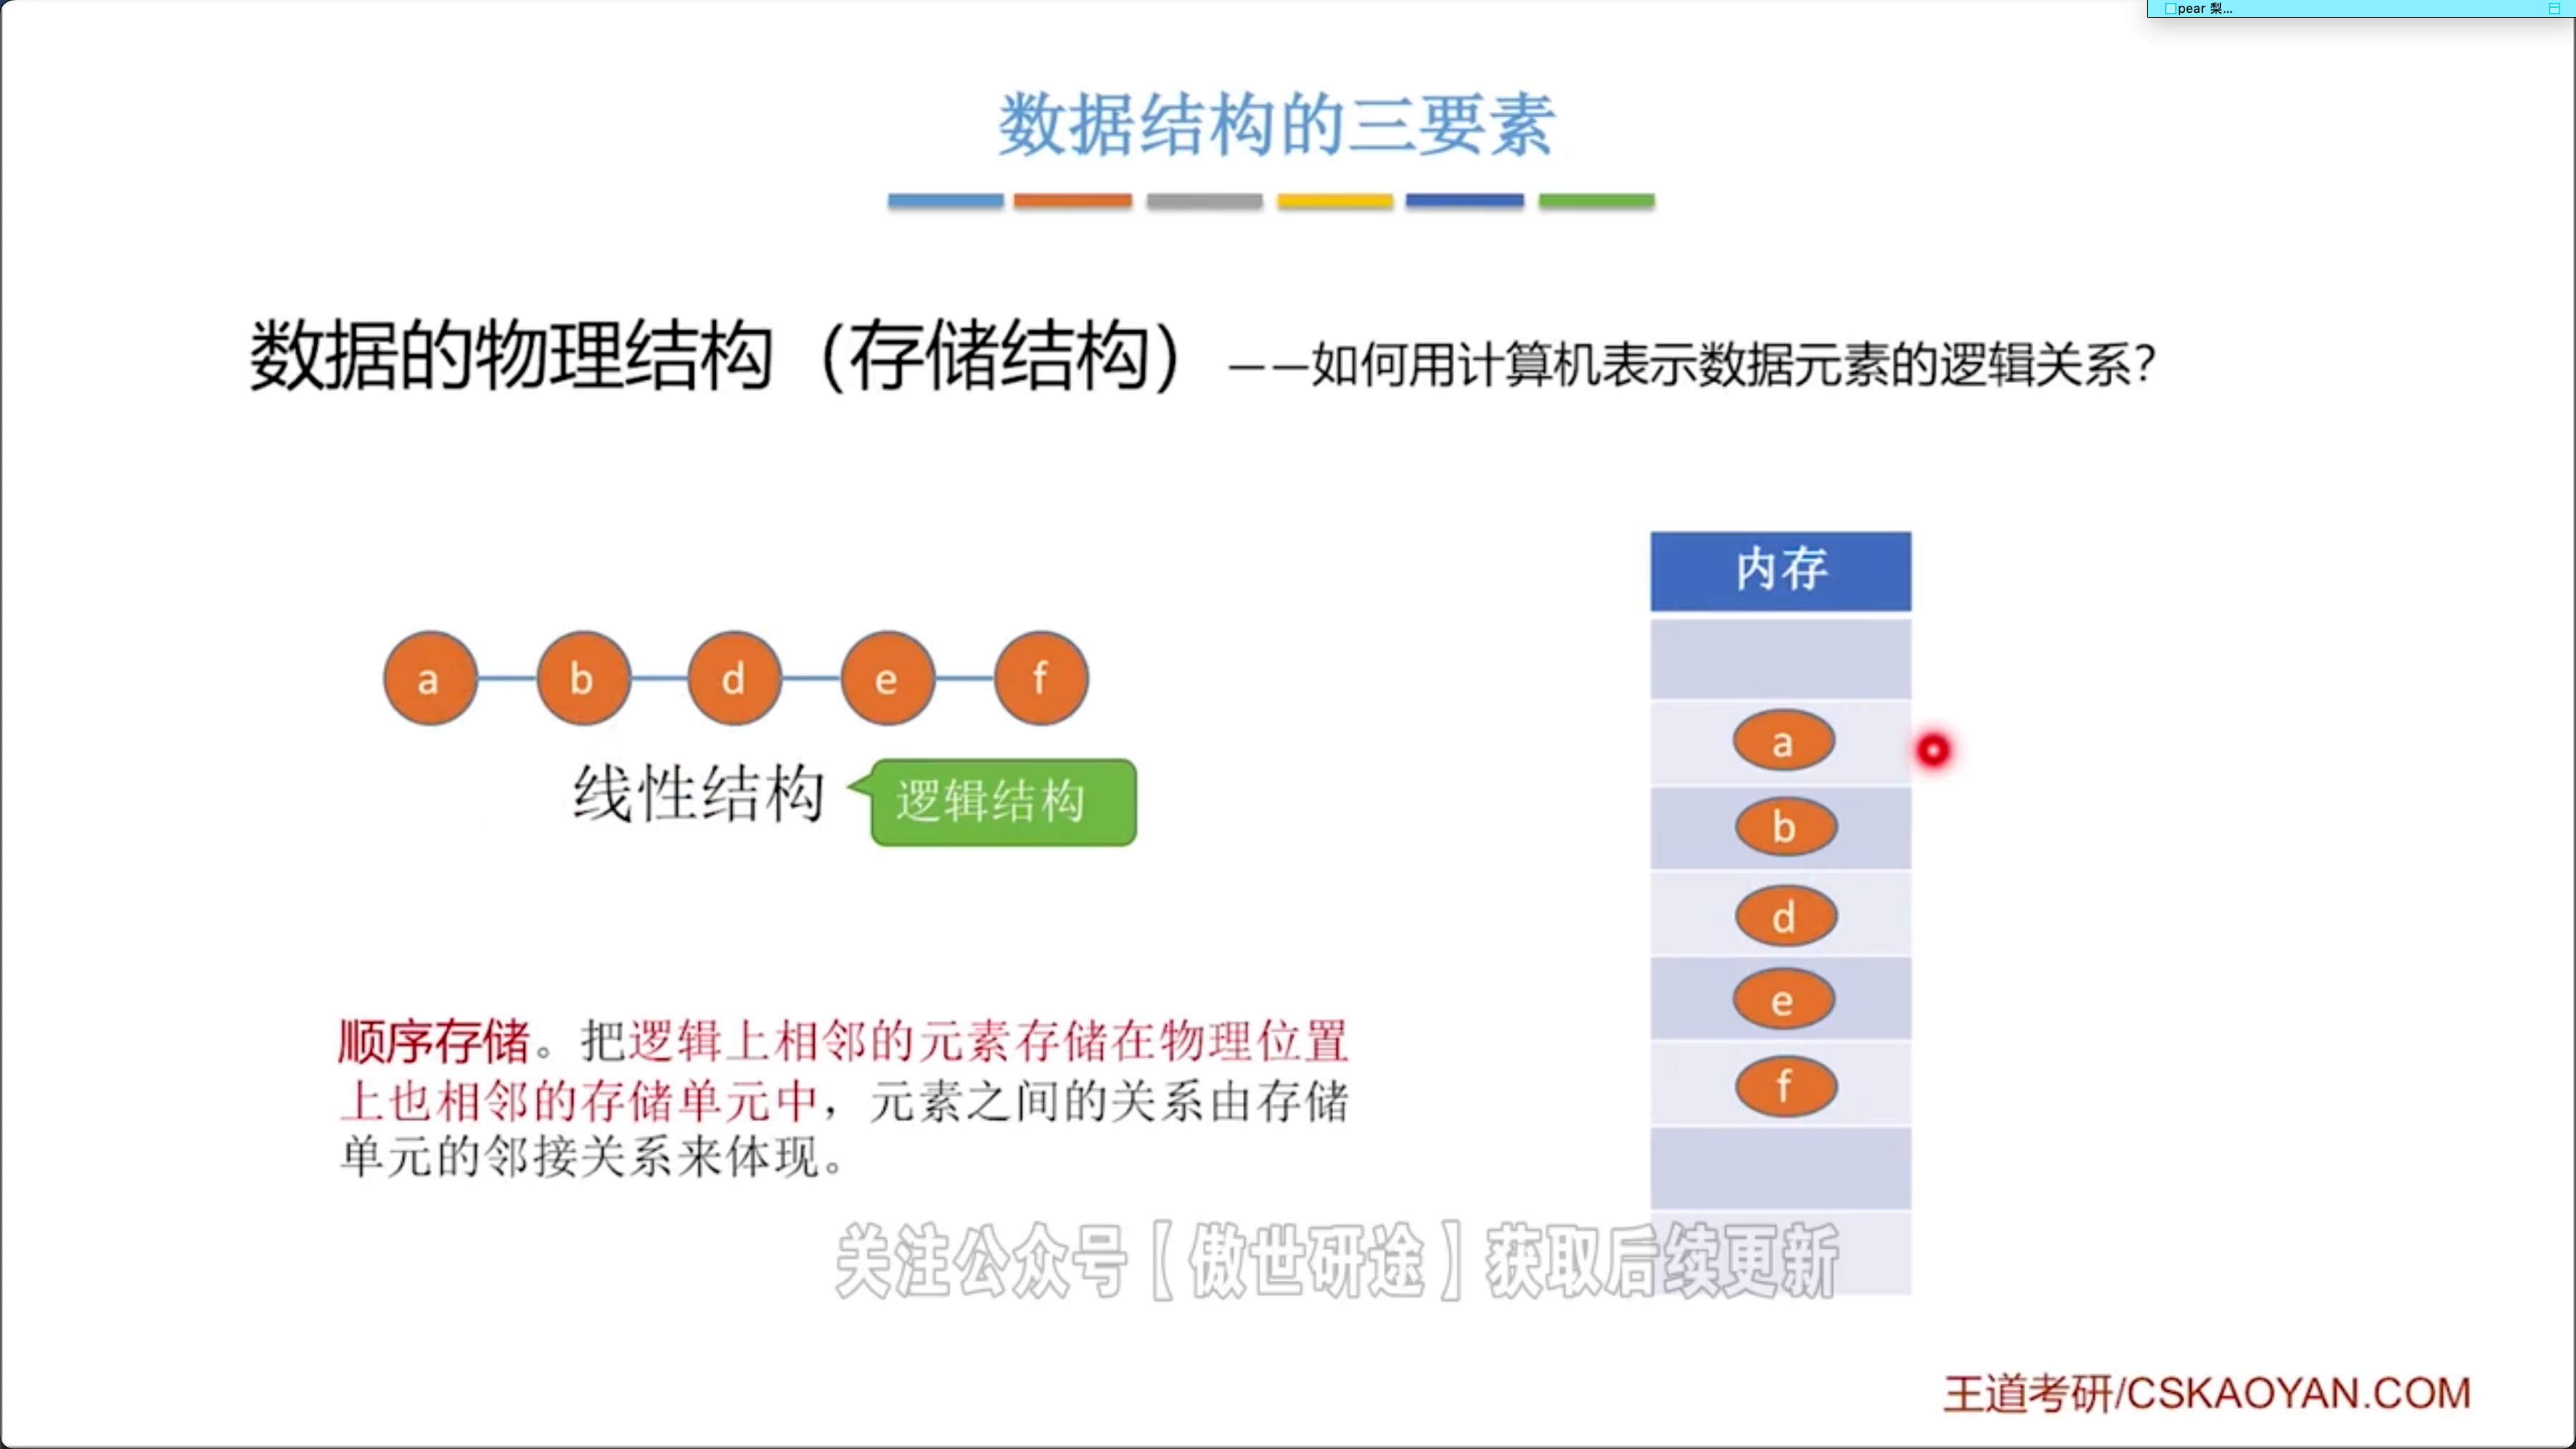 pear 梨...
数据结构的三要素
数据的物理结构（存储结构）——如何用计算机表示数据元素的逻辑关系？
a b d e f
线性结构
逻辑结构
顺序存储。把逻辑上相邻的元素存储在物理位置
上也相邻的存储单元中，元素之间的关系由存储
单元的邻接关系来体现。
内存
a
b
d
e
f
关注公众号【傲世研途】获取后续更新
王道考研/CSKAOYAN.COM